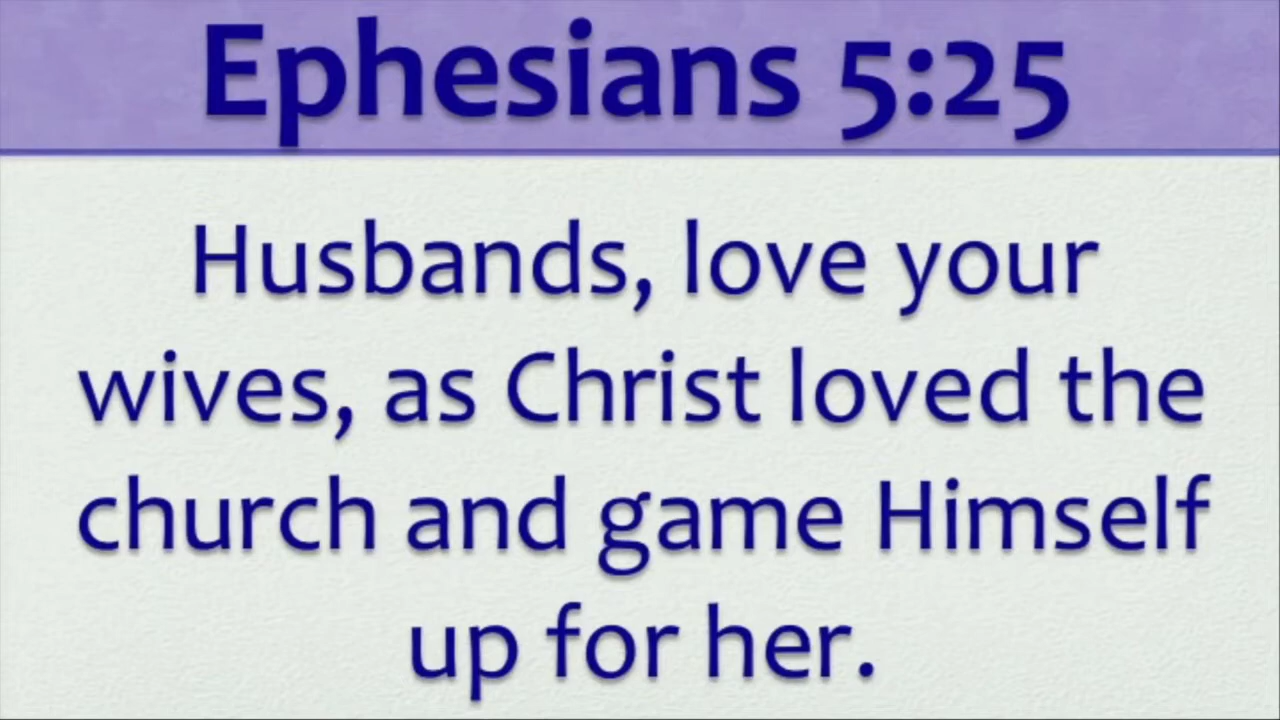 Ephesians 5:25
Husbands, love your
wives, as Christ loved the
church and game Himself
up for her.